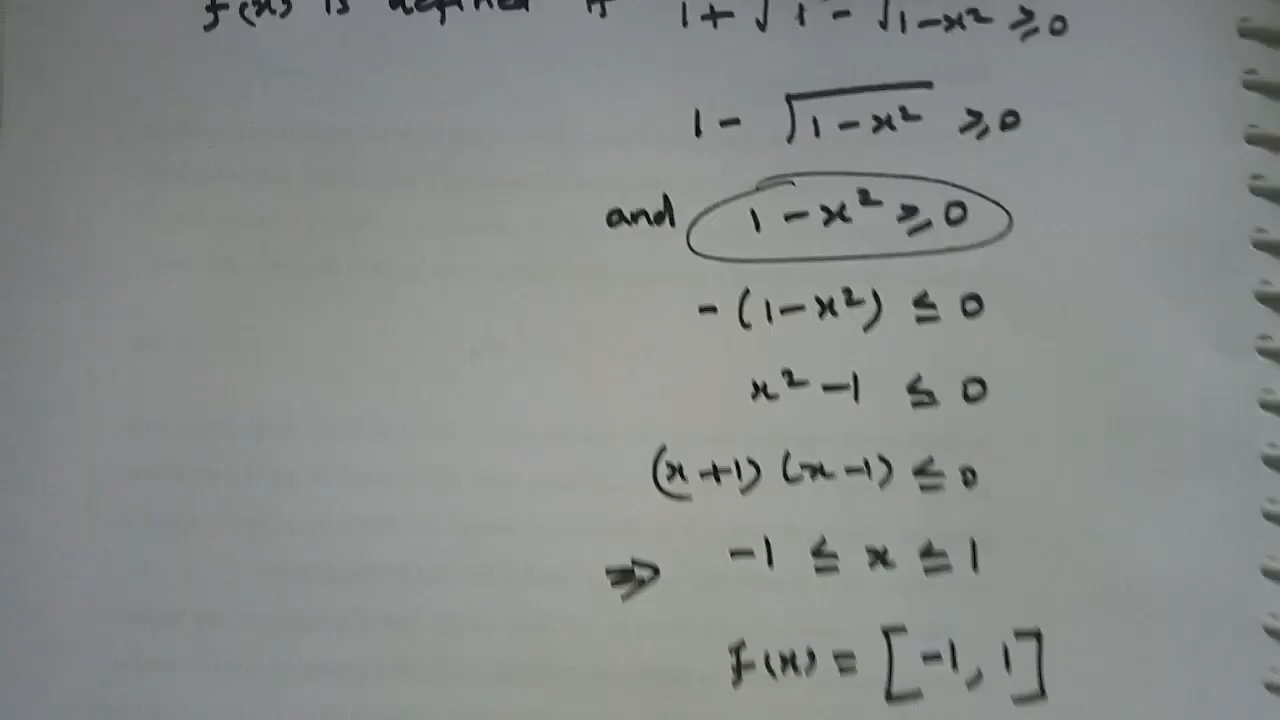 f(x) is defined if 1 + √1 - √1-x² ≥ 0
1 - √1-x² ≥ 0
and 1 - x² ≥ 0
- (1-x²) ≤ 0
x² - 1 ≤ 0
(x+1) (x-1) ≤ 0
⇒ -1 ≤ x ≤ 1
f(x) = [-1, 1]